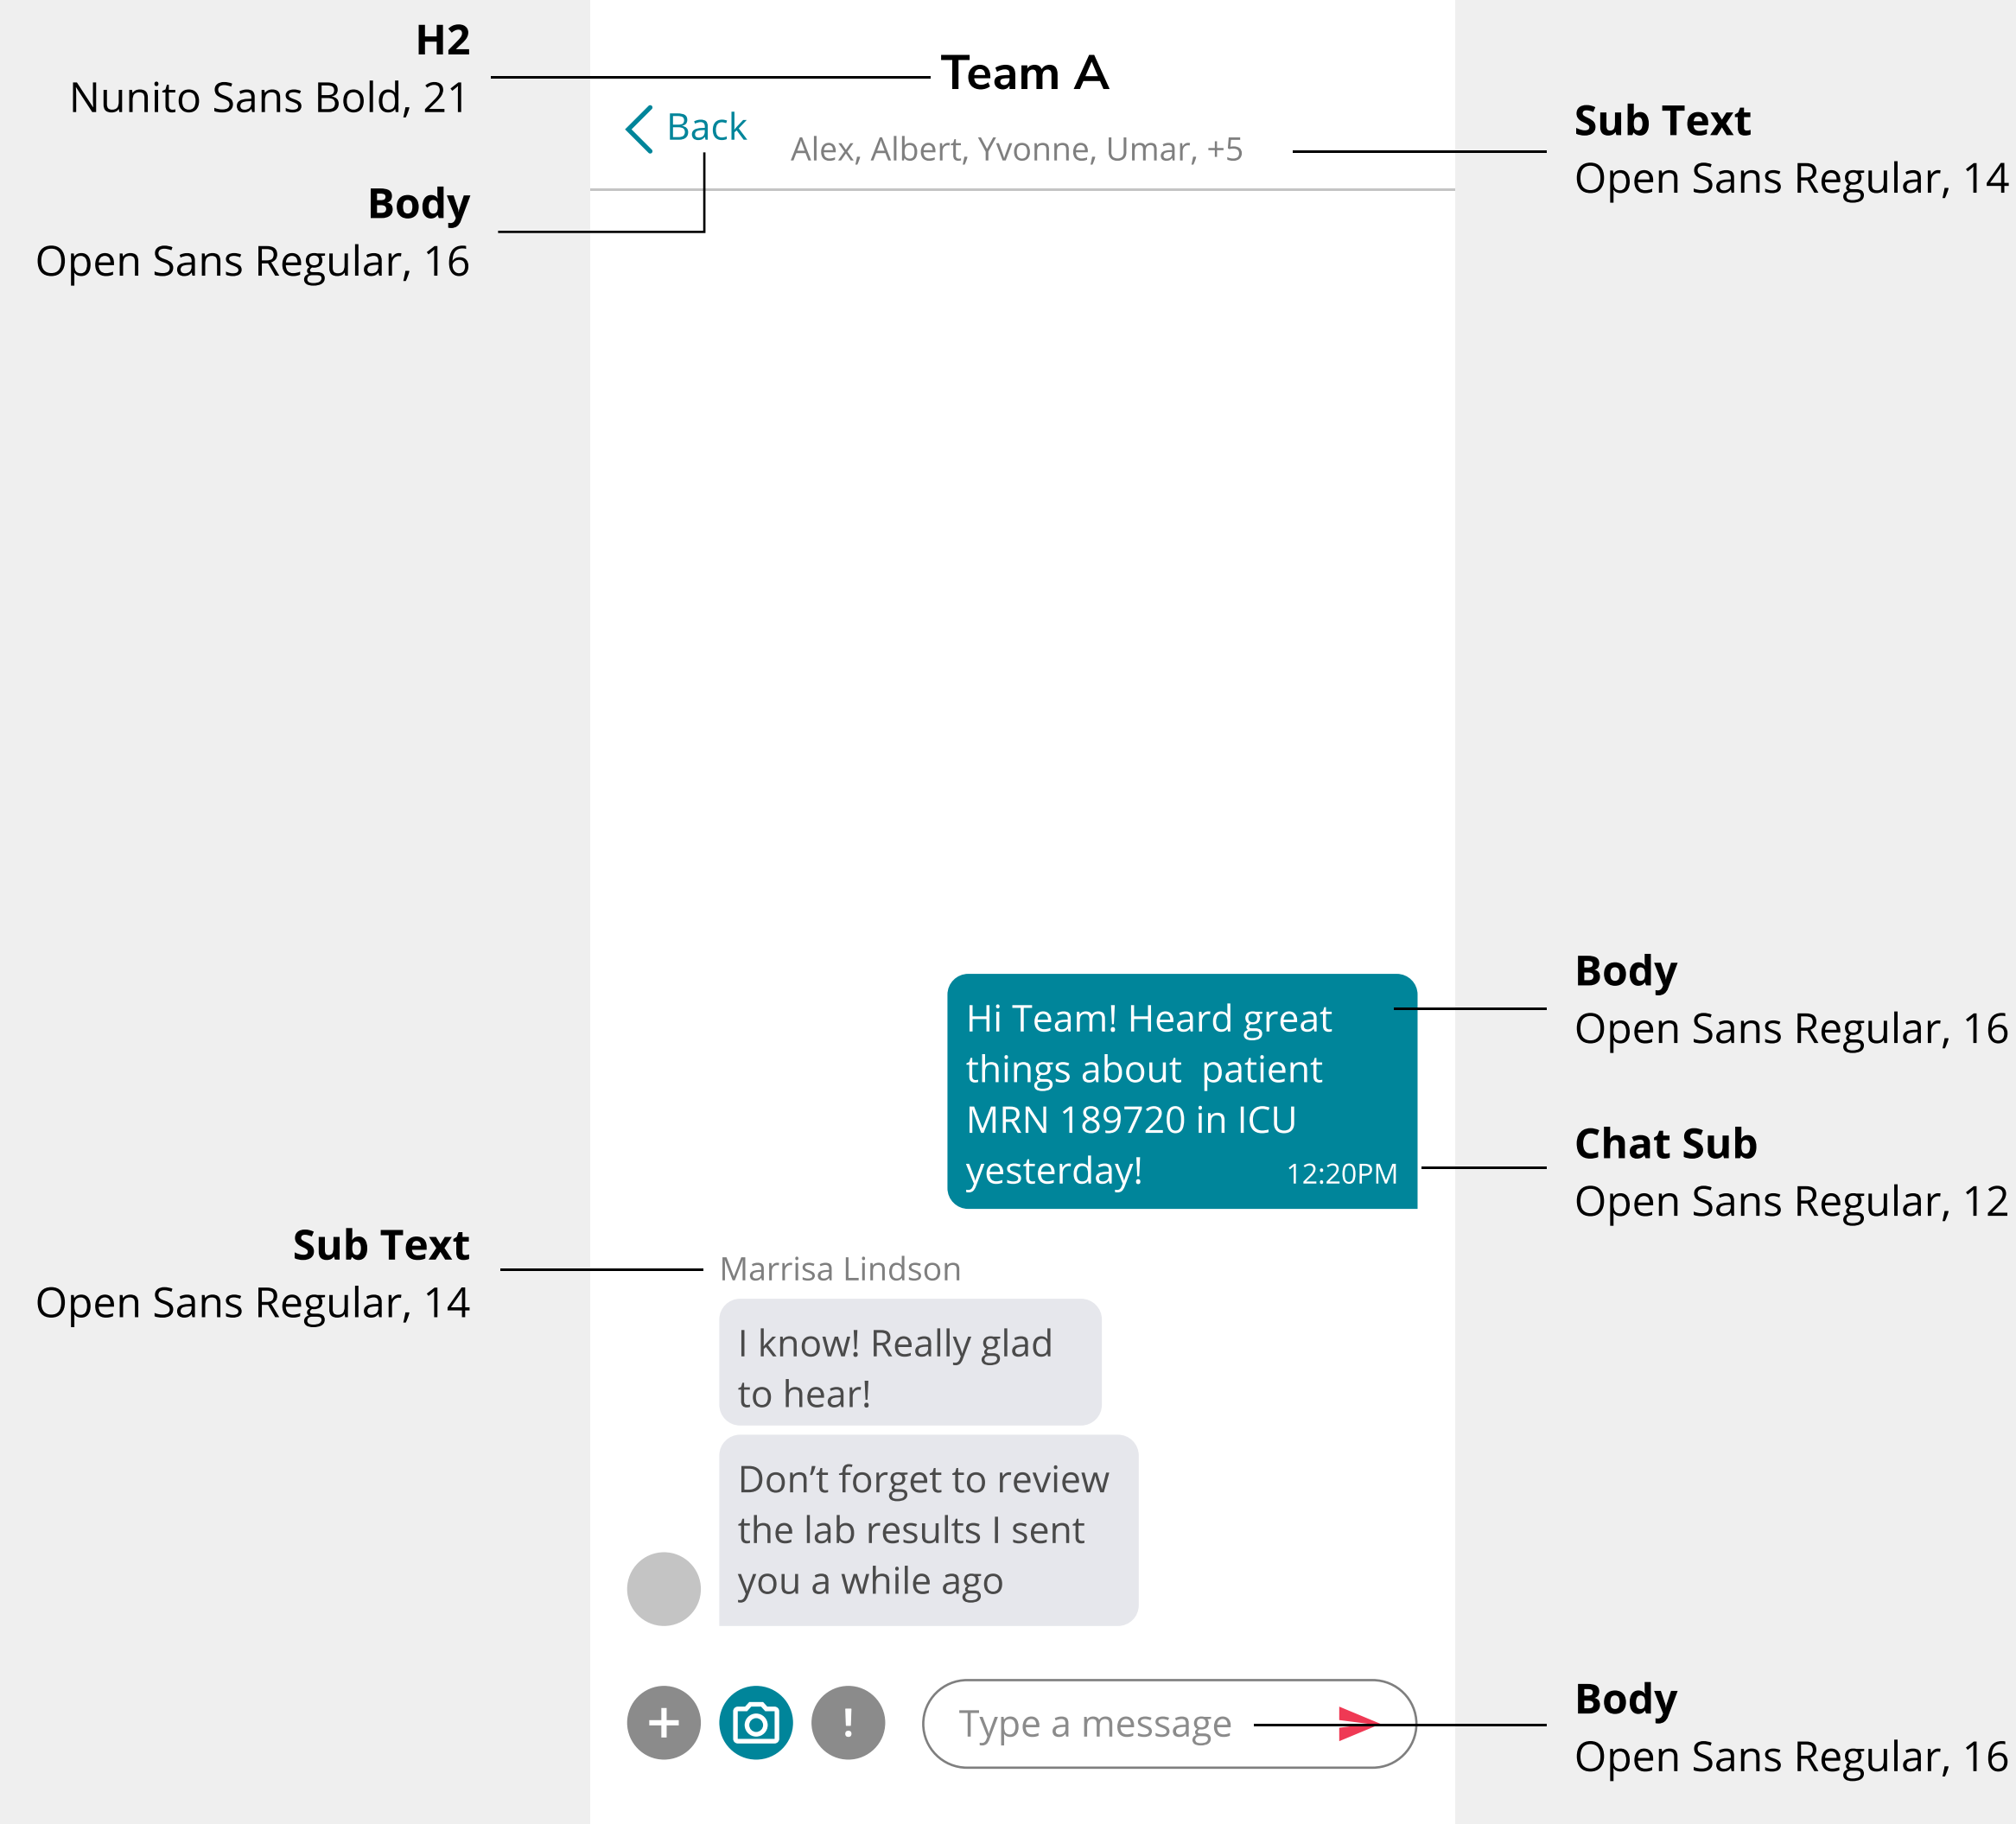 H2
Nunito Sans Bold, 21
Team A
Back
Alex, Albert, Yvonne, Umar, +5
Sub Text
Open Sans Regular, 14
Body
Open Sans Regular, 16
Hi Team! Heard great
things about  patient
MRN 189720 in ICU
yesterday!
12:20PM
Body
Open Sans Regular, 16
Chat Sub
Open Sans Regular, 12
Sub Text
Open Sans Regular, 14
Marrisa Lindson
I know! Really glad
to hear!
Don’t forget to review
the lab results I sent
you a while ago
Type a message
Body
Open Sans Regular, 16